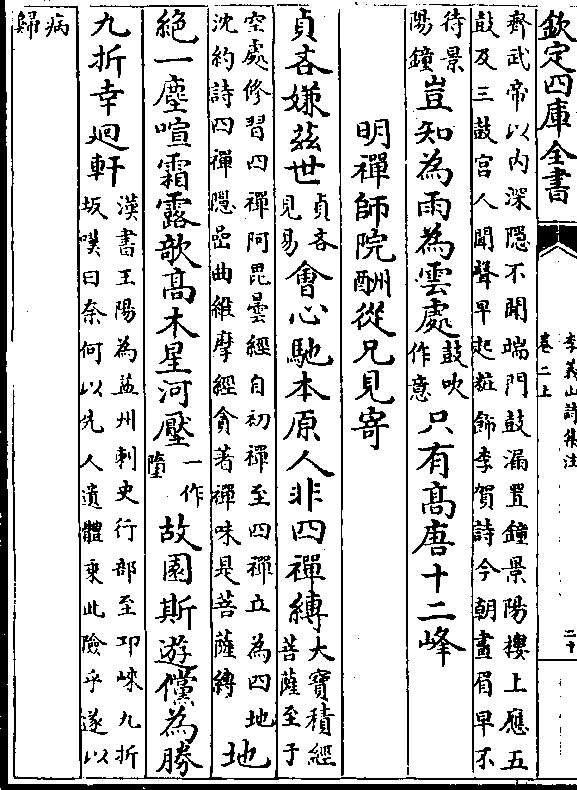 欽定四庫全書
李義山詩集注
卷二上
二十
齊武帝以内深隱不聞端門鼓漏置鐘景陽樓上應五
鼓及三鼓宫人聞聲早起粧飾李賀詩今朝畫眉早不
待景
陽鐘
豈知為雨為雲處
鼓吹
作意
只有髙唐十二峰
明禪師院酬從兄見寄
貞吝嫌兹世
貞吝
見易
會心馳本原人非四禪縛
大寶積經
菩薩至于
空處修習四禪阿毘曇經自初禪至四禪立為四地
沈約詩四禪隱嵒曲維摩經貪著禪味是菩薩縛
地
絶一塵喧霜露欹髙木星河壓
一作
墮
故園斯遊儻為勝
九折幸廻軒
漢書王陽為益州刺史行部至卭崍九折
坂嘆曰奈何以先人遺體乗此險乎遂以
病
歸